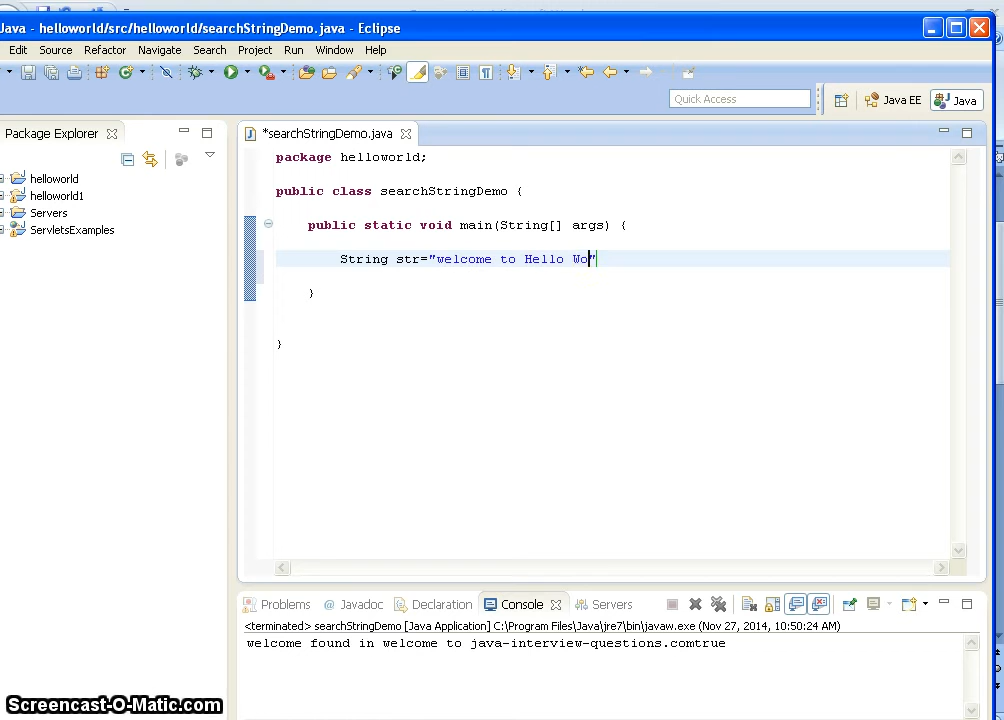 Java - helloworld/src/helloworld/searchStringDemo.java - Eclipse
Edit Source Refactor Navigate Search Project Run Window Help
Quick Access Java EE Java
Package Explorer
*searchStringDemo.java
helloworld
helloworld1
Servers
ServletsExamples
package helloworld;
public class searchStringDemo {
public static void main(String[] args) {
String str="welcome to Hello Wo"
}
}
Problems @ Javadoc Declaration Console Servers
<terminated> searchStringDemo [Java Application] C:\Program Files\Java\jre7\bin\javaw.exe (Nov 27, 2014, 10:50:24 AM)
welcome found in welcome to java-interview-questions.comtrue
Screencast-O-Matic.com